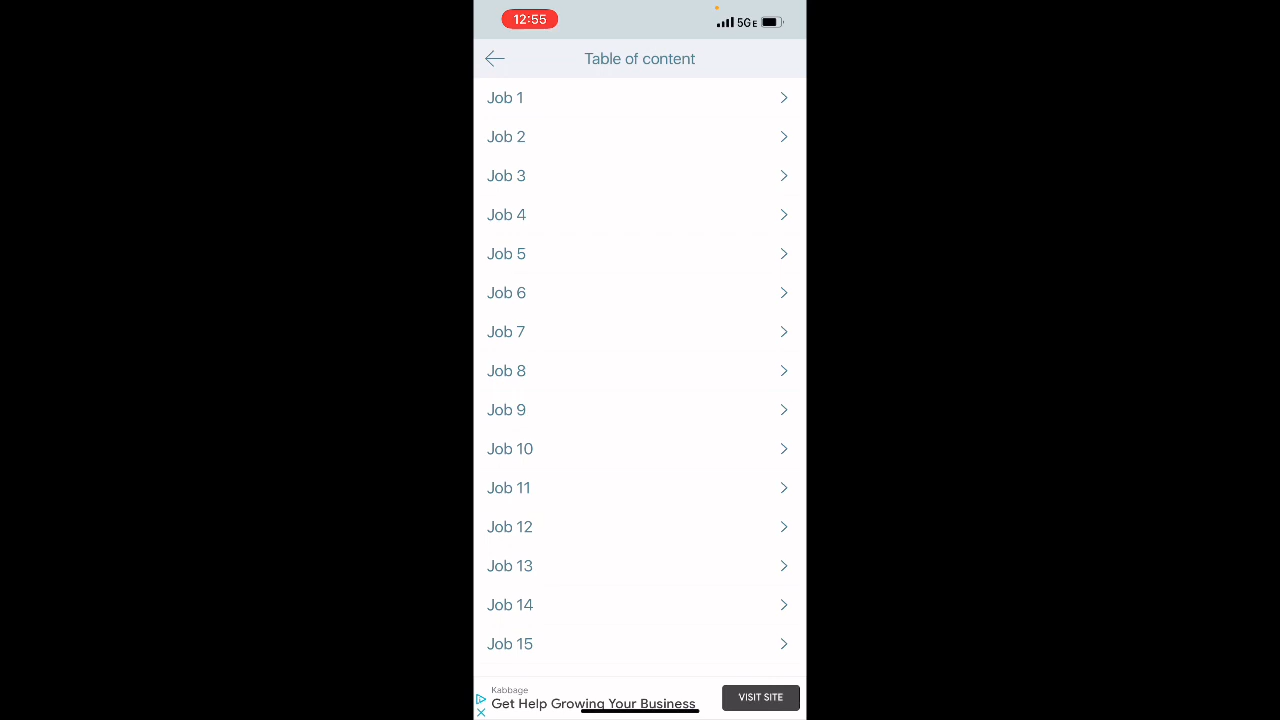 12:55
5GE
Table of content
Job 1
Job 2
Job 3
Job 4
Job 5
Job 6
Job 7
Job 8
Job 9
Job 10
Job 11
Job 12
Job 13
Job 14
Job 15
Kabbage
Get Help Growing Your Business
VISIT SITE